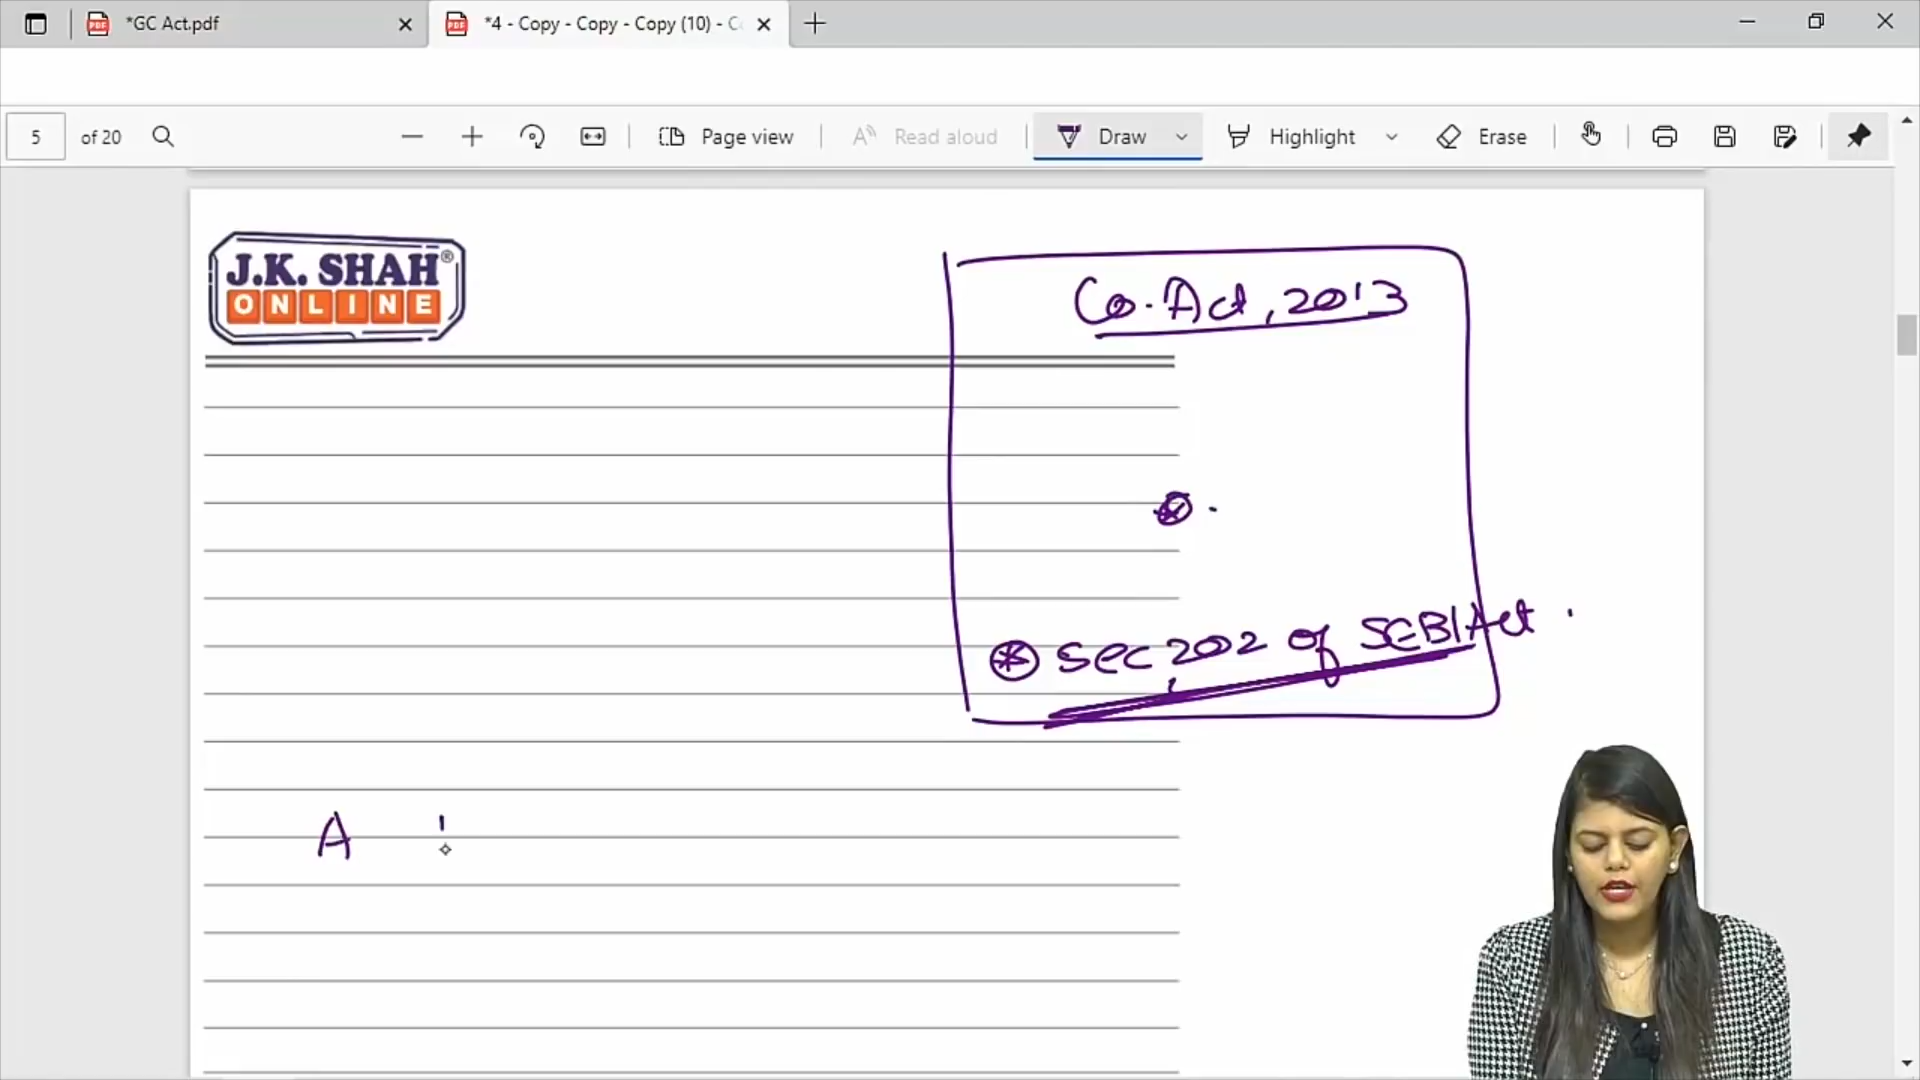 *GC Act.pdf
*4 - Copy - Copy - Copy (10) - C
5 of 20
Page view
Read aloud
Draw
Highlight
Erase
J.K. SHAH®
ONLINE
Co. Act, 2013
Sec, 202 of SEBI Act.
A